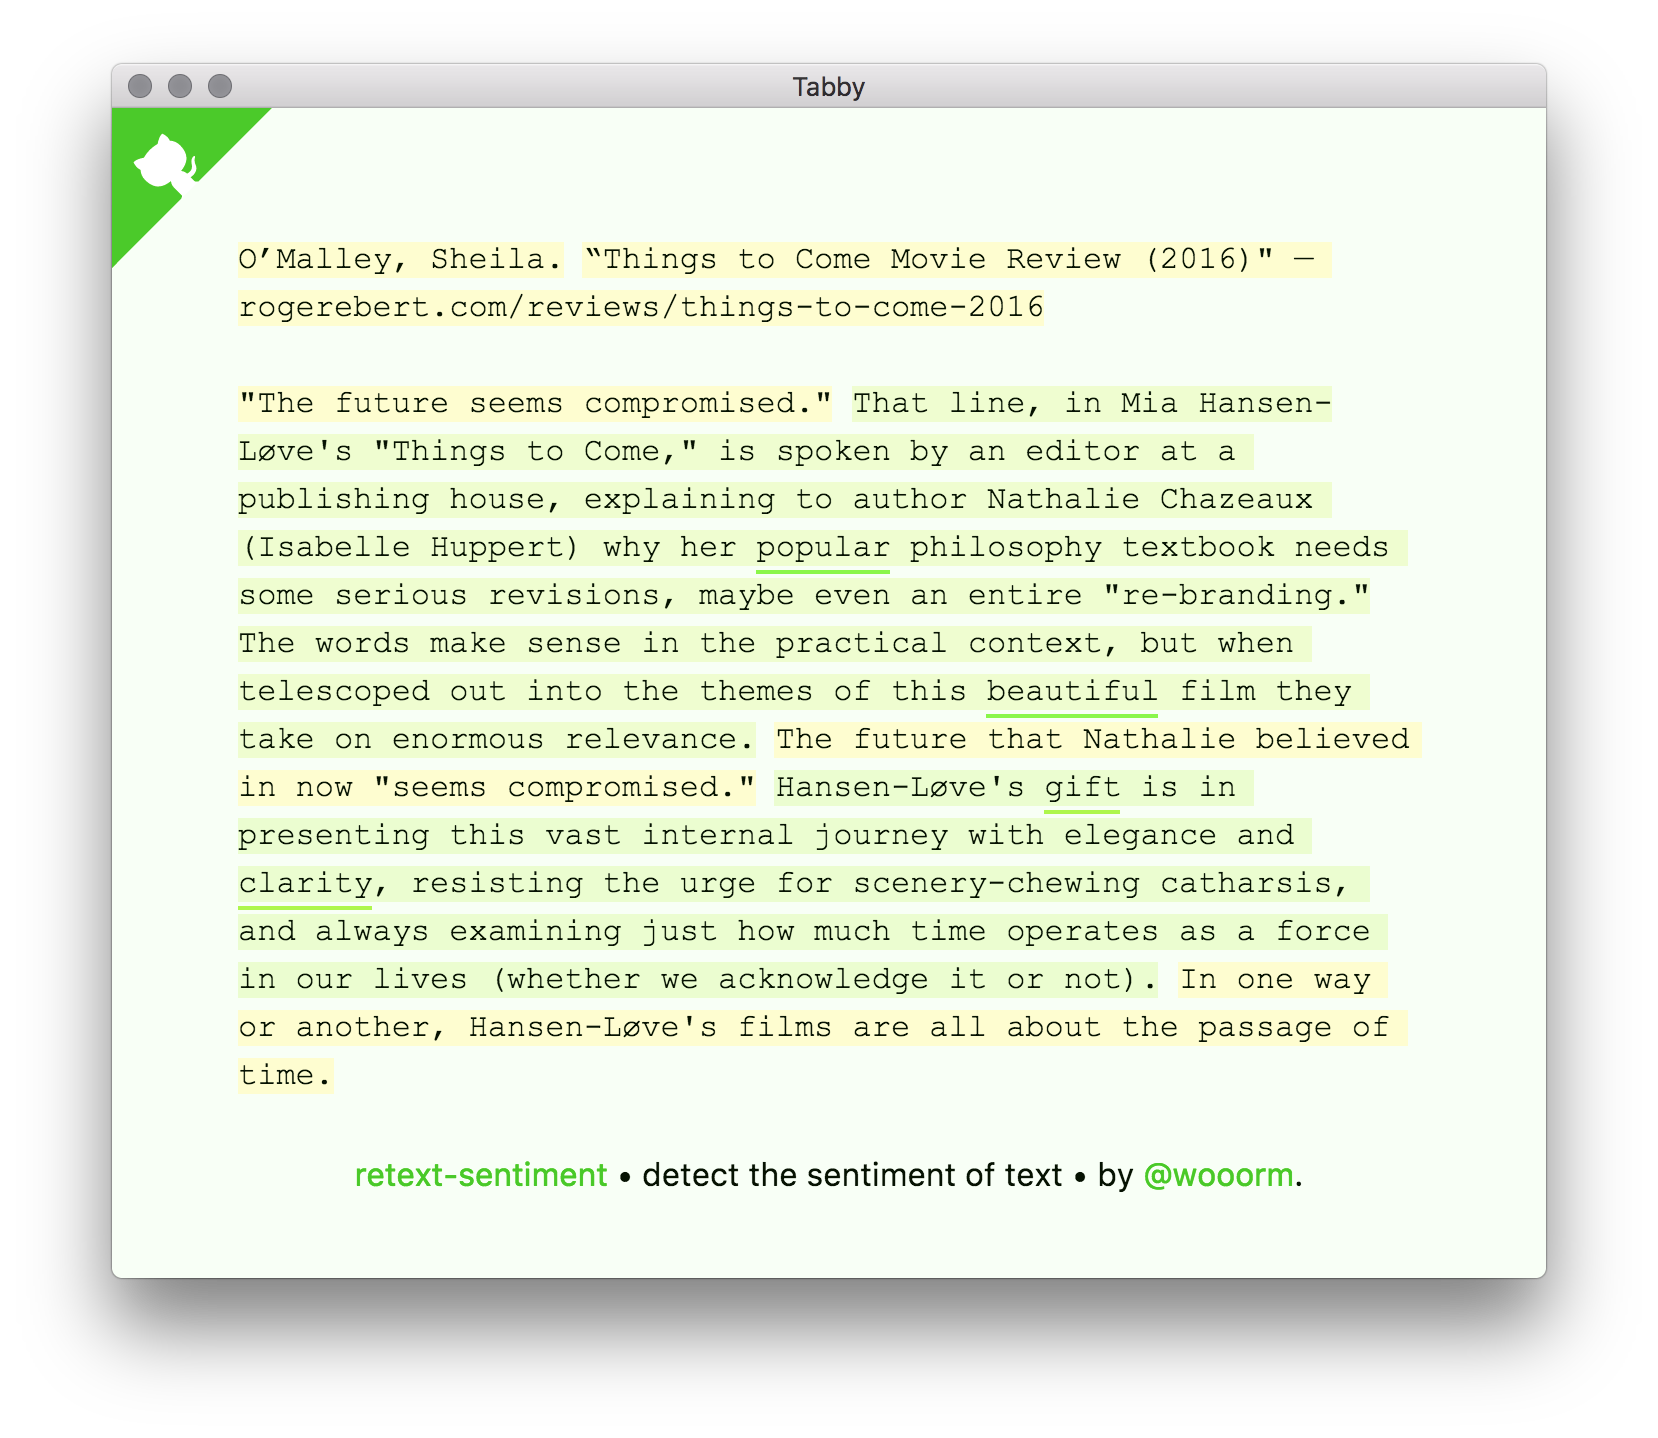 Tabby
O’Malley, Sheila. “Things to Come Movie Review (2016)" —
rogerebert.com/reviews/things-to-come-2016
"The future seems compromised." That line, in Mia Hansen-
Løve's "Things to Come," is spoken by an editor at a
publishing house, explaining to author Nathalie Chazeaux
(Isabelle Huppert) why her popular philosophy textbook needs
some serious revisions, maybe even an entire "re-branding."
The words make sense in the practical context, but when
telescoped out into the themes of this beautiful film they
take on enormous relevance. The future that Nathalie believed
in now "seems compromised." Hansen-Løve's gift is in
presenting this vast internal journey with elegance and
clarity, resisting the urge for scenery-chewing catharsis,
and always examining just how much time operates as a force
in our lives (whether we acknowledge it or not). In one way
or another, Hansen-Løve's films are all about the passage of
time.
retext-sentiment • detect the sentiment of text • by @wooorm.